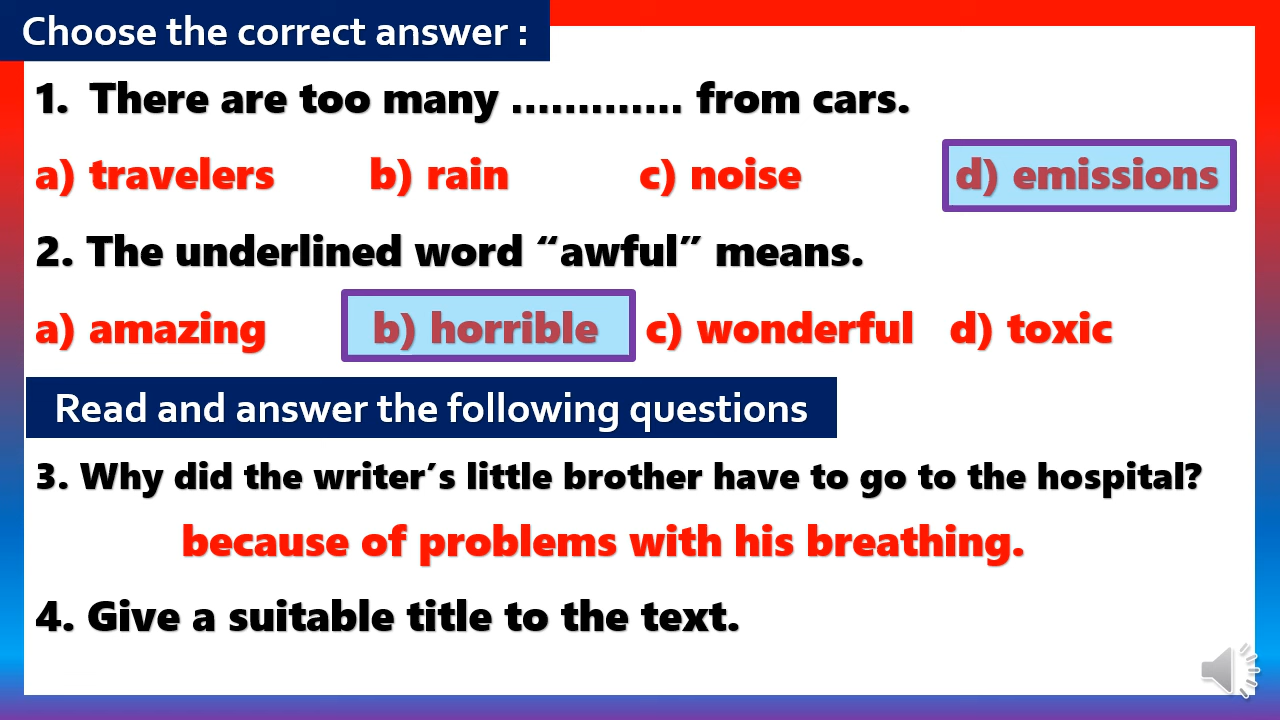 Choose the correct answer :
1. There are too many ............. from cars.
a) travelers b) rain c) noise d) emissions
2. The underlined word “awful” means.
a) amazing b) horrible c) wonderful d) toxic
Read and answer the following questions
3. Why did the writer’s little brother have to go to the hospital?
because of problems with his breathing.
4. Give a suitable title to the text.